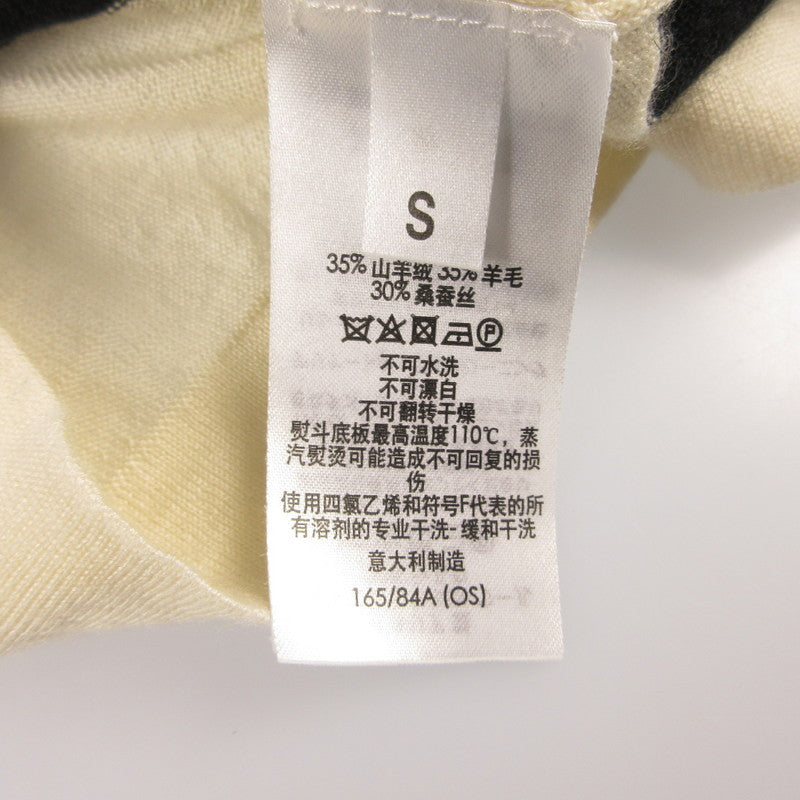 S
35% 山羊绒 35% 羊毛
30% 桑蚕丝
P
不可水洗
不可漂白
不可翻转干燥
熨斗底板最高温度110℃，蒸
汽熨烫可能造成不可回复的损
伤
使用四氯乙烯和符号F代表的所
有溶剂的专业干洗-缓和干洗
意大利制造
165/84A (OS)